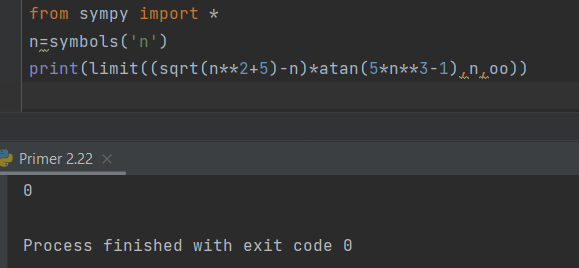 from sympy import *
n=symbols('n')
print(limit((sqrt(n**2+5)-n)*atan(5*n**3-1),n,oo))
Primer 2.22 ×
0
Process finished with exit code 0